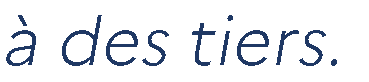 à des tiers.